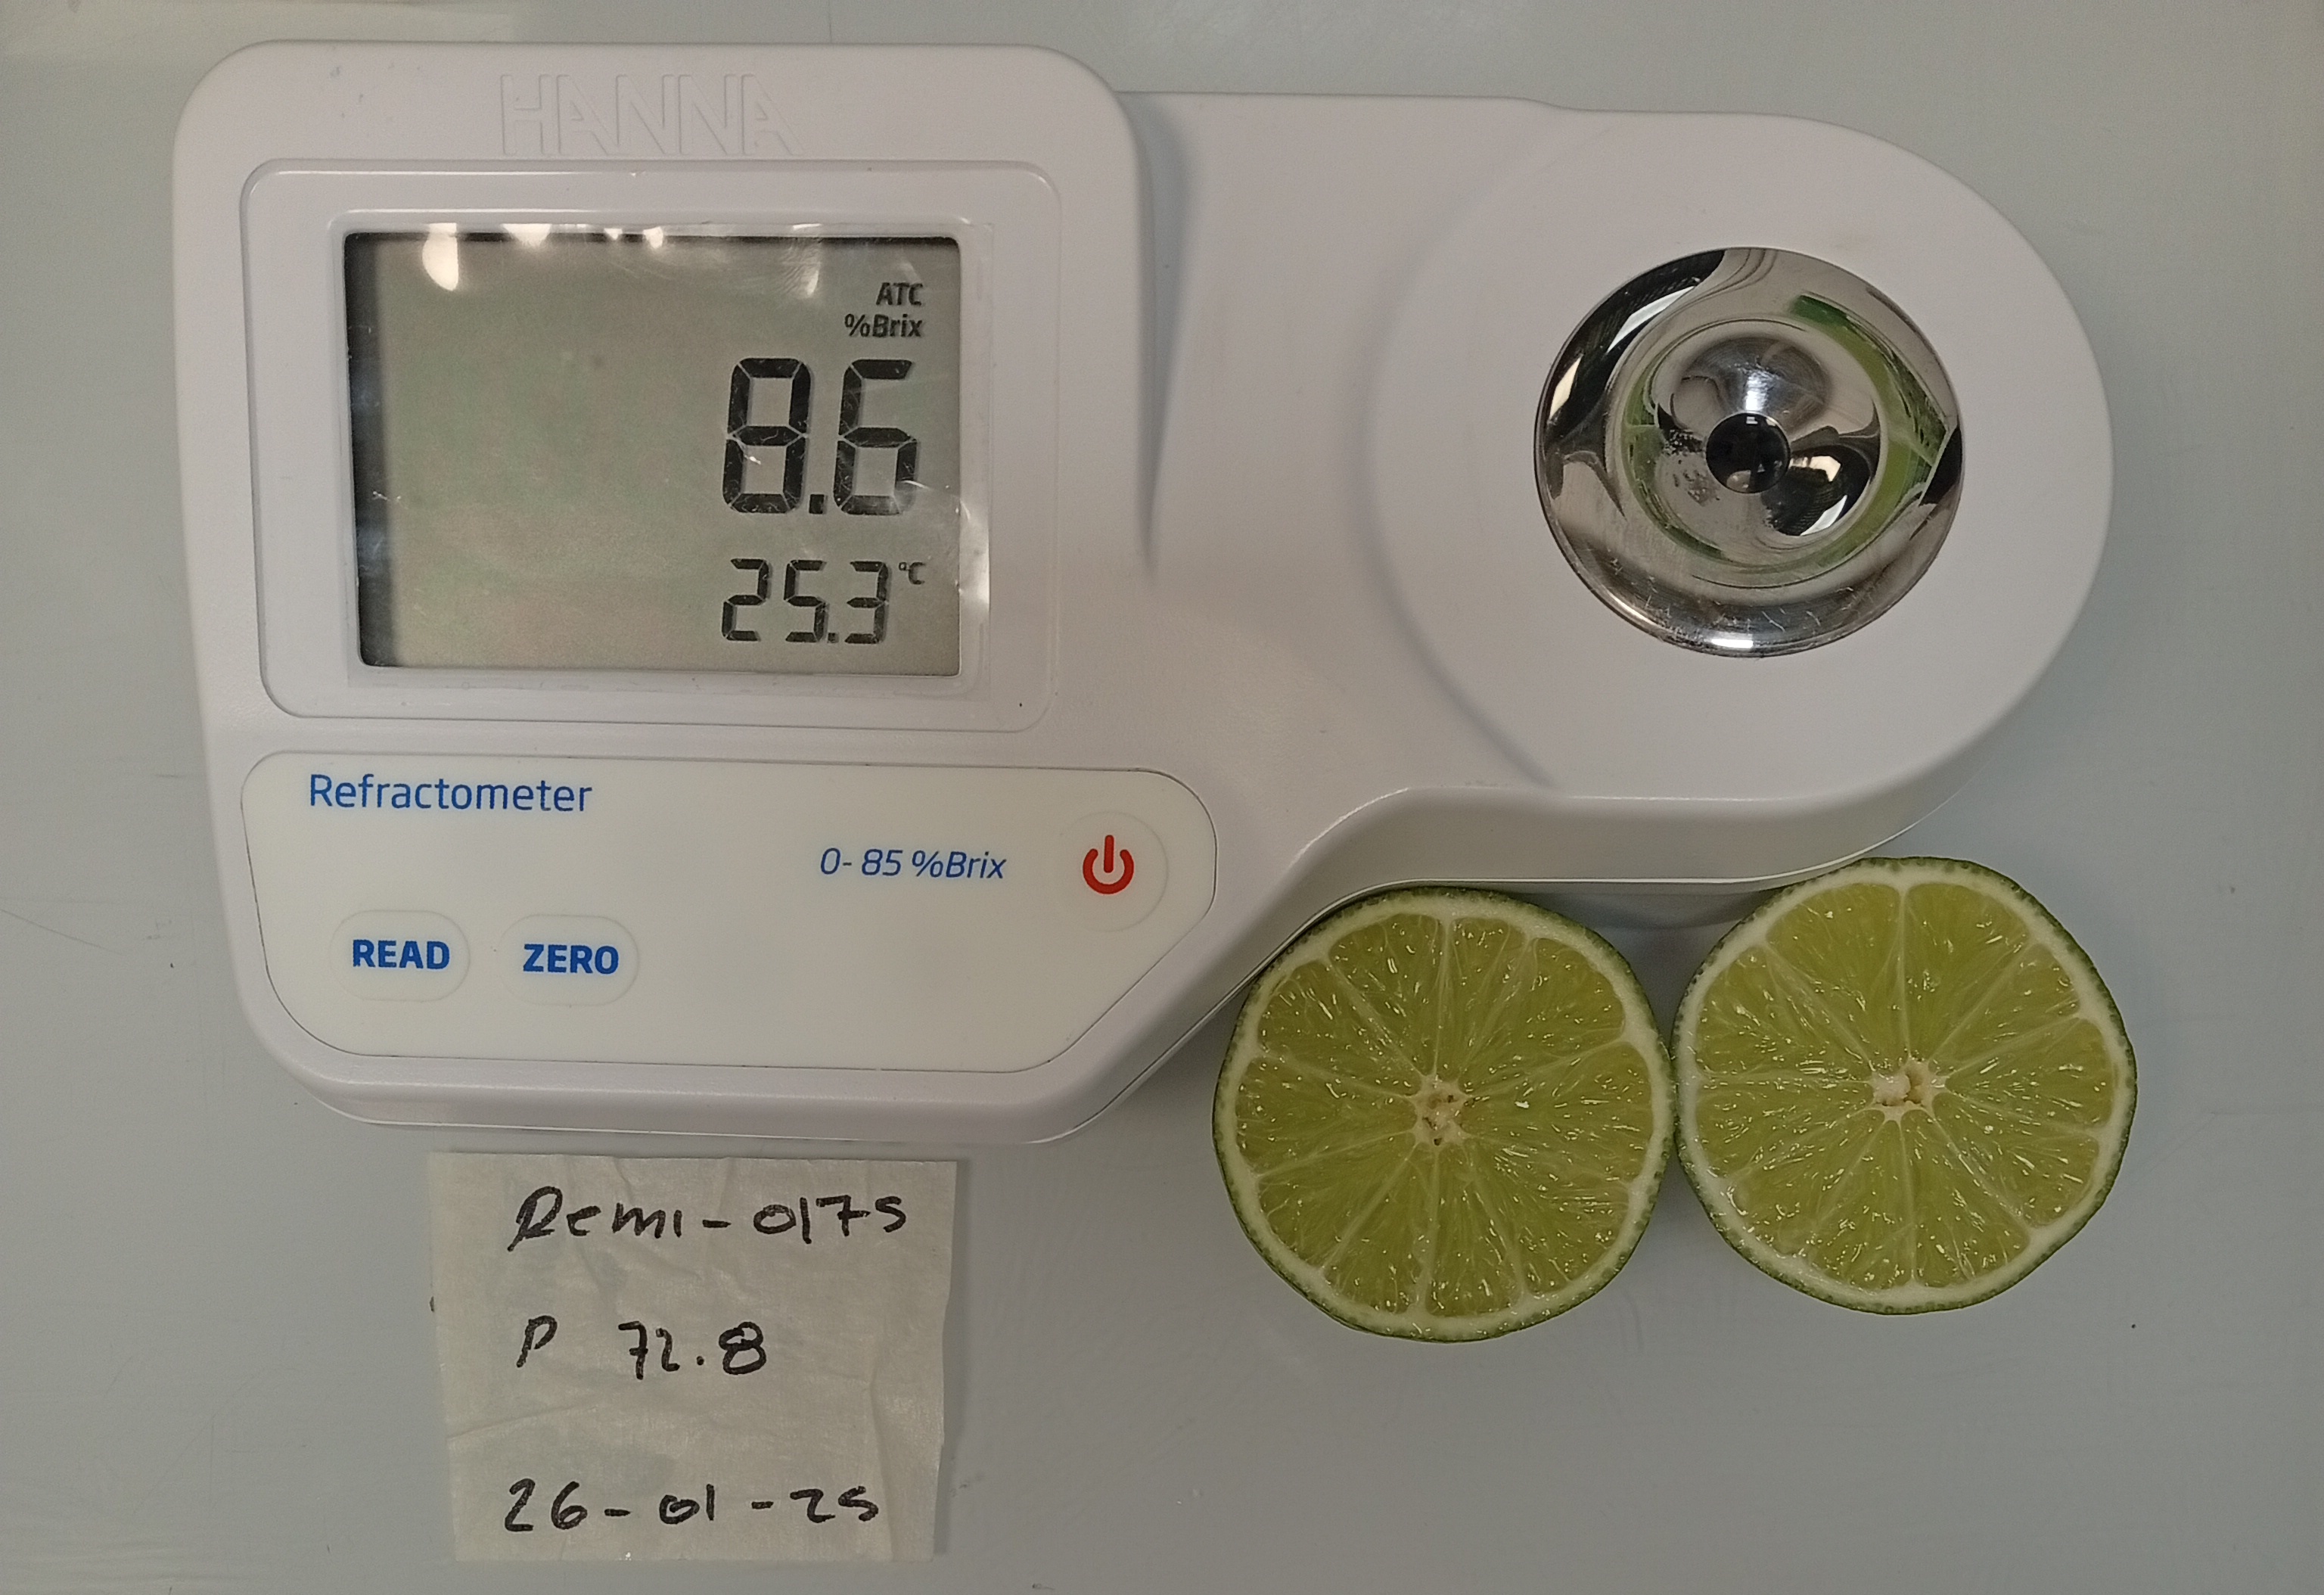 HANNA
ATC
%Brix
8.6
25.3 °C
Refractometer
0-85 %Brix
READ ZERO
Remi-0175
P 72.8
26-01-25